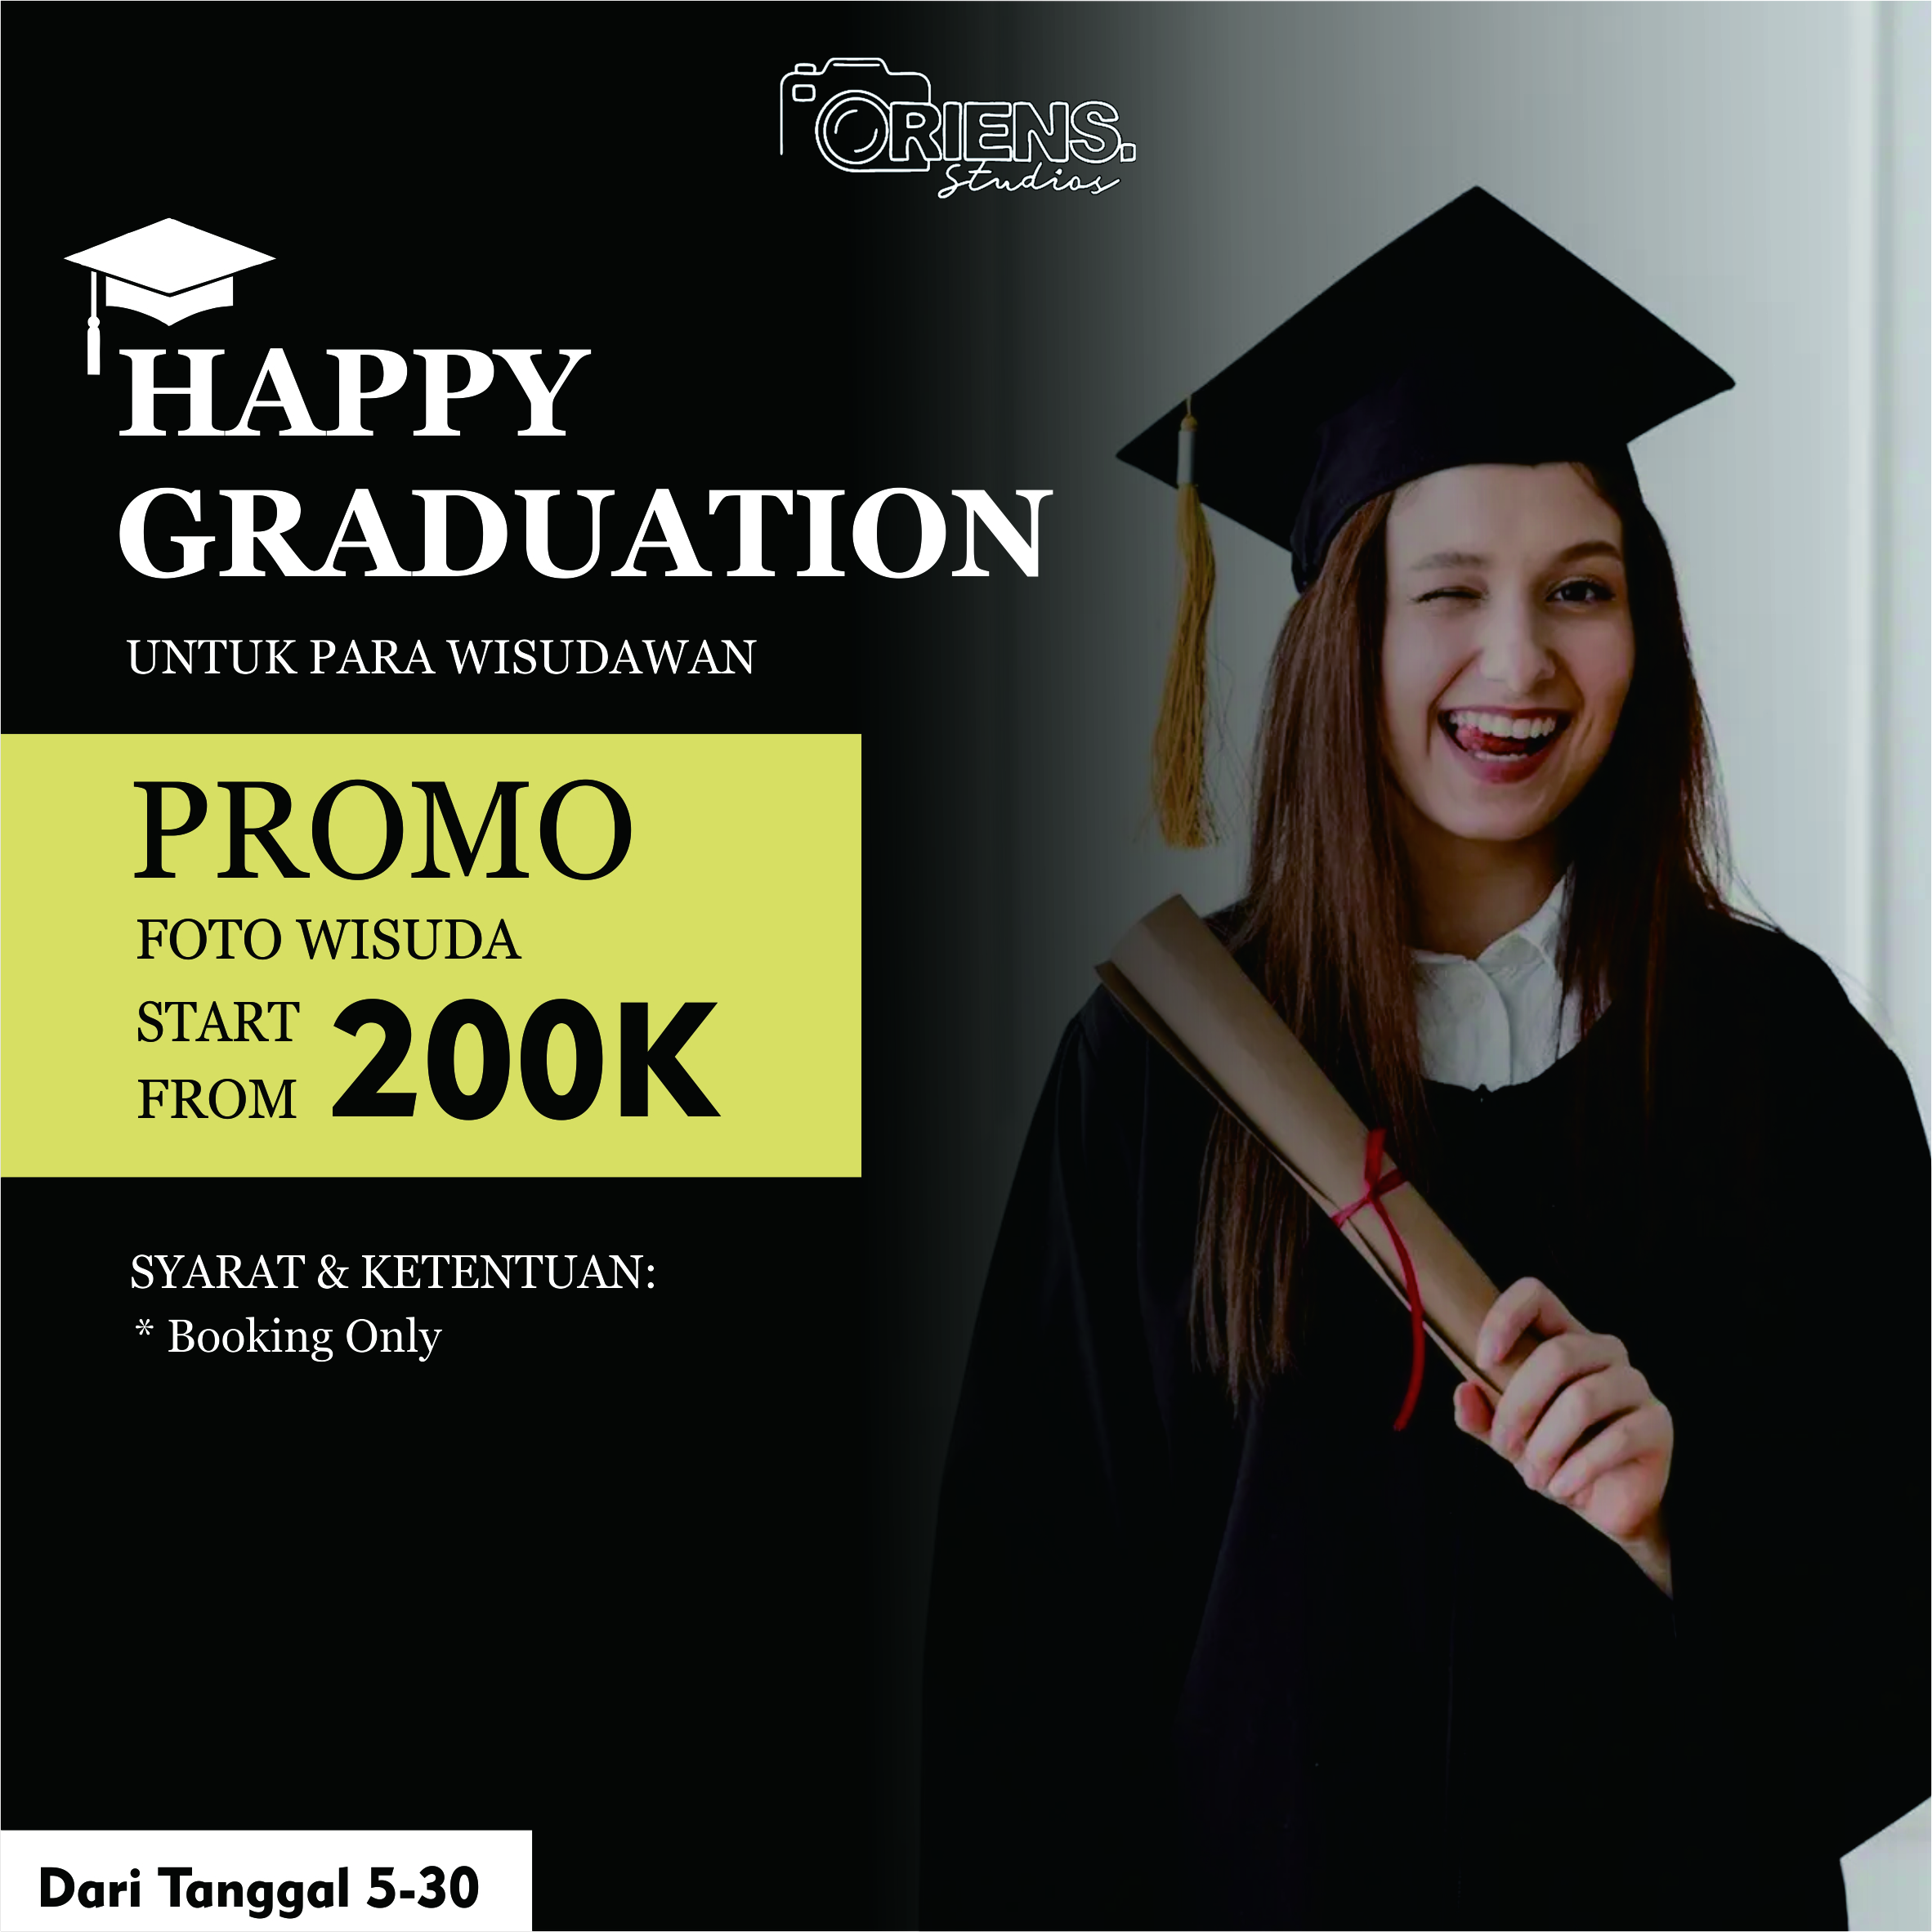 ORIENS.
Studios
HAPPY
GRADUATION
UNTUK PARA WISUDAWAN
PROMO
FOTO WISUDA
START
FROM 200K
SYARAT & KETENTUAN:
* Booking Only
Dari Tanggal 5-30